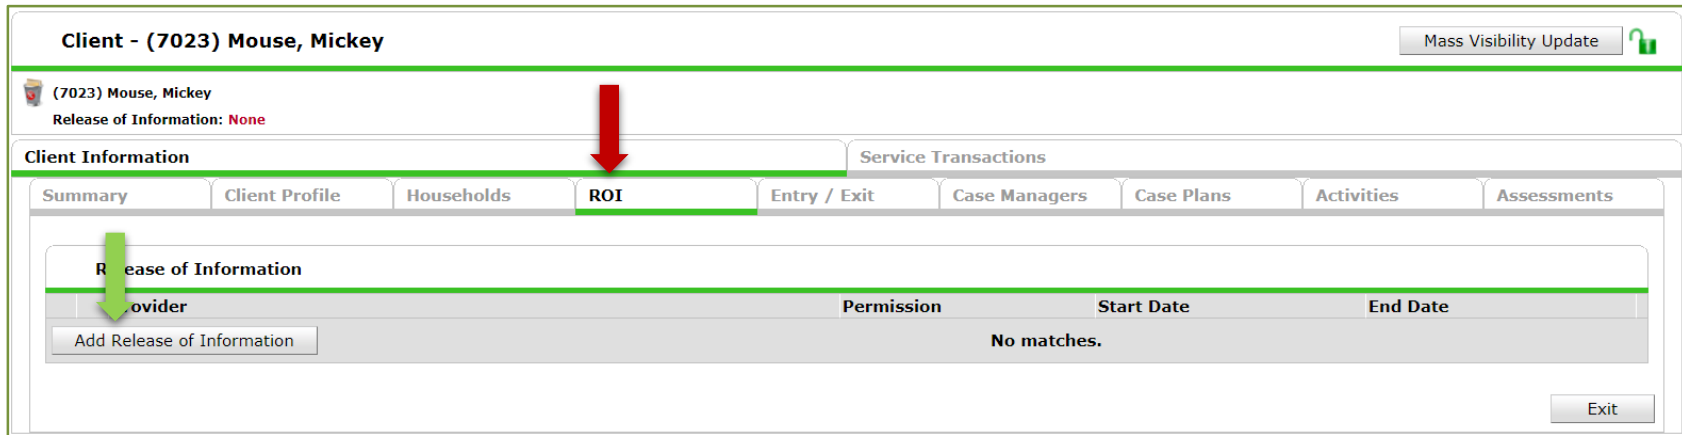 Client - (7023) Mouse, Mickey
Mass Visibility Update
(7023) Mouse, Mickey
Release of Information: None
Client Information
Service Transactions
Summary Client Profile Households ROI Entry / Exit Case Managers Case Plans Activities Assessments
Release of Information
Provider Permission Start Date End Date
Add Release of Information No matches.
Exit